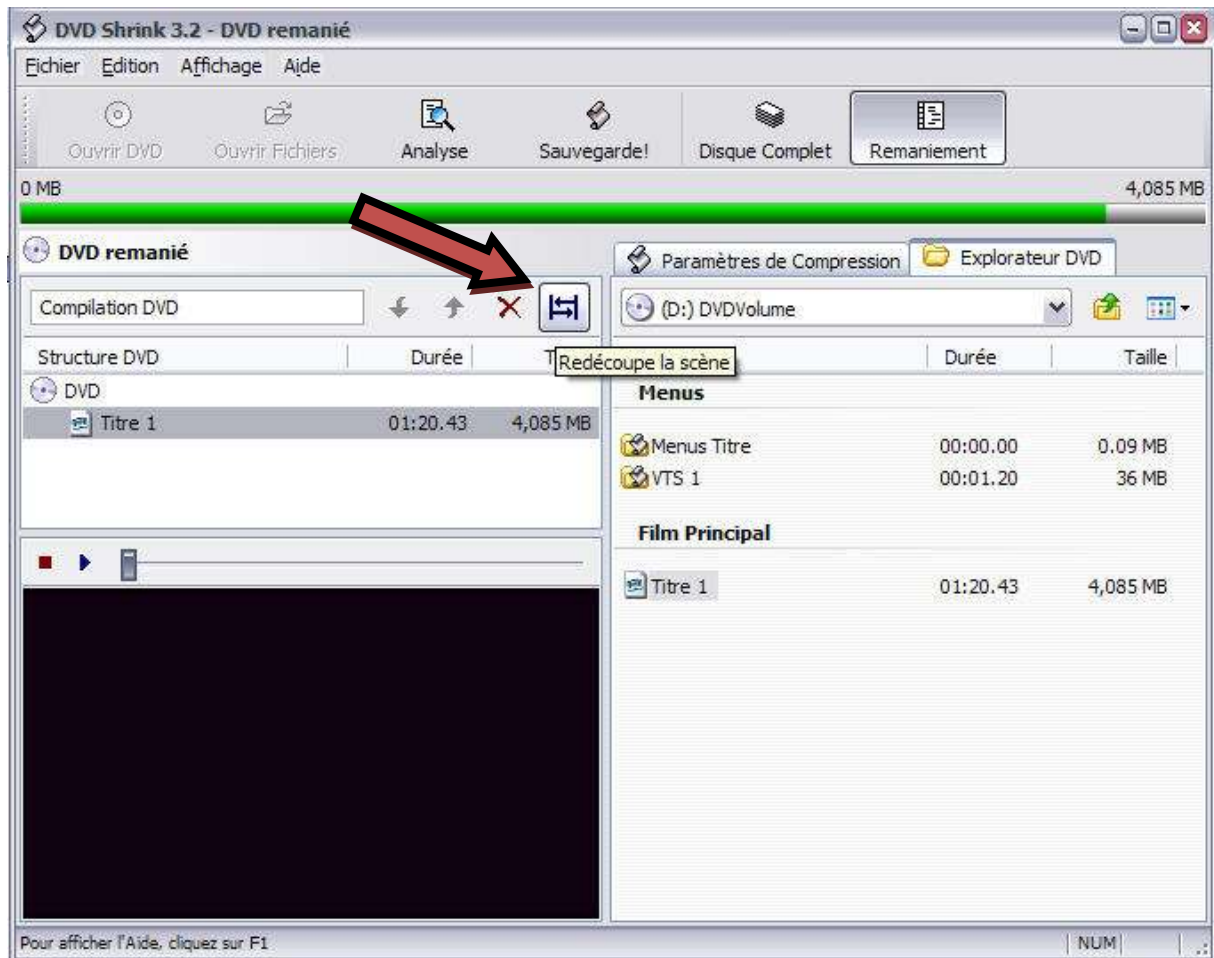 DVD Shrink 3.2 - DVD remanié
Fichier Edition Affichage Aide
Ouvrir DVD Ouvrir Fichiers Analyse Sauvegarde! Disque Complet Remaniement
0 MB 4,085 MB
DVD remanié
Paramètres de Compression Explorateur DVD
Compilation DVD
(D:) DVDVolume
Structure DVD Durée T
Redécoupe la scène
Durée Taille
DVD
Titre 1 01:20.43 4,085 MB
Menus
Menus Titre 00:00.00 0.09 MB
VTS 1 00:01.20 36 MB
Film Principal
Titre 1 01:20.43 4,085 MB
Pour afficher l'Aide, cliquez sur F1 NUM